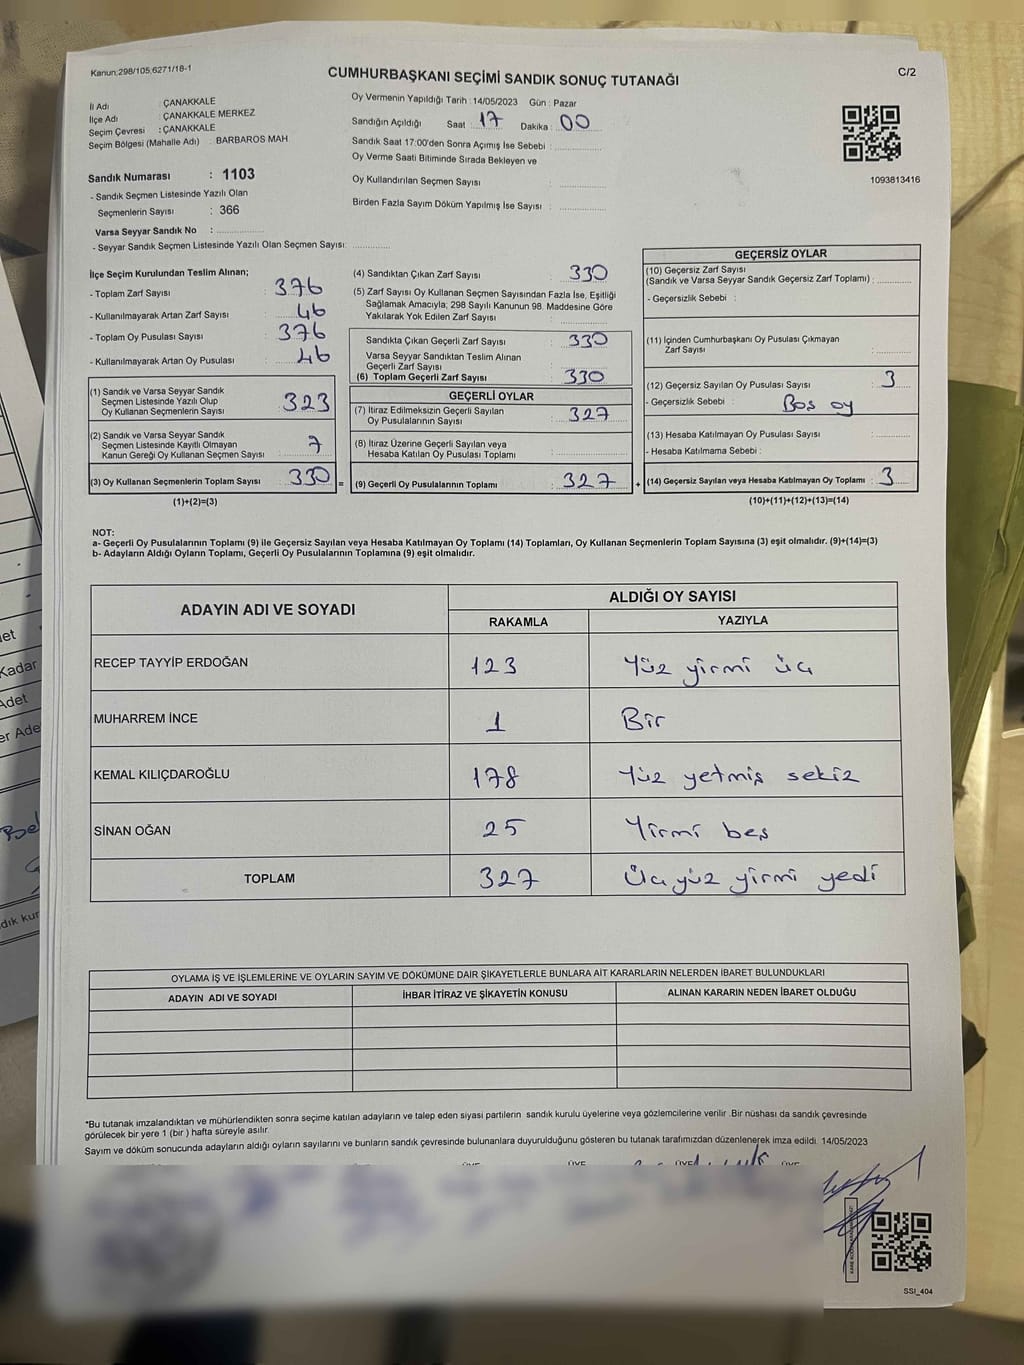 Kanun;298/105;6271/18-1
CUMHURBAŞKANI SEÇİMİ SANDIK SONUÇ TUTANAĞI
C/2
İl Adı : ÇANAKKALE
İlçe Adı : ÇANAKKALE MERKEZ
Seçim Çevresi : ÇANAKKALE
Seçim Bölgesi (Mahalle Adı) BARBAROS MAH
Oy Vermenin Yapıldığı Tarih : 14/05/2023 Gün : Pazar
Sandığın Açıldığı Saat : 17 Dakika : 00
Sandık Saat 17:00'den Sonra Açımış İse Sebebi :
Oy Verme Saati Bitiminde Sırada Bekleyen ve
Oy Kullandırılan Seçmen Sayısı :
Birden Fazla Sayım Döküm Yapılmış İse Sayısı :
1093813416
Sandık Numarası : 1103
- Sandık Seçmen Listesinde Yazılı Olan
Seçmenlerin Sayısı : 366
Varsa Seyyar Sandık No :
- Seyyar Sandık Seçmen Listesinde Yazılı Olan Seçmen Sayısı:
İlçe Seçim Kurulundan Teslim Alınan;
- Toplam Zarf Sayısı : 376
- Kullanılmayarak Artan Zarf Sayısı : 46
- Toplam Oy Pusulası Sayısı : 376
- Kullanılmayarak Artan Oy Pusulası : 46
(1) Sandık ve Varsa Seyyar Sandık
Seçmen Listesinde Yazılı Olup
Oy Kullanan Seçmenlerin Sayısı : 323
(2) Sandık ve Varsa Seyyar Sandık
Seçmen Listesinde Kayıtlı Olmayan
Kanun Gereği Oy Kullanan Seçmen Sayısı : 7
(3) Oy Kullanan Seçmenlerin Toplam Sayısı : 330
(1)+(2)=(3)
(4) Sandıktan Çıkan Zarf Sayısı : 330
(5) Zarf Sayısı Oy Kullanan Seçmen Sayısından Fazla İse, Eşitliği
Sağlamak Amacıyla; 298 Sayılı Kanunun 98. Maddesine Göre
Yakılarak Yok Edilen Zarf Sayısı :
Sandıkta Çıkan Geçerli Zarf Sayısı : 330
Varsa Seyyar Sandıktan Teslim Alınan
Geçerli Zarf Sayısı :
(6) Toplam Geçerli Zarf Sayısı : 330
GEÇERLİ OYLAR
(7) İtiraz Edilmeksizin Geçerli Sayılan
Oy Pusulalarının Sayısı : 327
(8) İtiraz Üzerine Geçerli Sayılan veya
Hesaba Katılan Oy Pusulası Toplamı :
= (9) Geçerli Oy Pusulalarının Toplamı : 327 +
GEÇERSİZ OYLAR
(10) Geçersiz Zarf Sayısı
(Sandık ve Varsa Seyyar Sandık Geçersiz Zarf Toplamı) :
- Geçersizlik Sebebi :
(11) İçinden Cumhurbaşkanı Oy Pusulası Çıkmayan
Zarf Sayısı :
(12) Geçersiz Sayılan Oy Pusulası Sayısı : 3
- Geçersizlik Sebebi : Boş oy
(13) Hesaba Katılmayan Oy Pusulası Sayısı :
- Hesaba Katılmama Sebebi :
(14) Geçersiz Sayılan veya Hesaba Katılmayan Oy Toplamı : 3
(10)+(11)+(12)+(13)=(14)
NOT:
a- Geçerli Oy Pusulalarının Toplamı (9) ile Geçersiz Sayılan veya Hesaba Katılmayan Oy Toplamı (14) Toplamları, Oy Kullanan Seçmenlerin Toplam Sayısına (3) eşit olmalıdır. (9)+(14)=(3)
b- Adayların Aldığı Oyların Toplamı, Geçerli Oy Pusulalarının Toplamına (9) eşit olmalıdır.
ADAYIN ADI VE SOYADI
ALDIĞI OY SAYISI
RAKAMLA YAZIYLA
RECEP TAYYİP ERDOĞAN 123 Yüz yirmi üç
MUHARREM İNCE 1 Bir
KEMAL KILIÇDAROĞLU 178 Yüz yetmiş sekiz
SİNAN OĞAN 25 Yirmi beş
TOPLAM 327 Üçyüz yirmi yedi
OYLAMA İŞ VE İŞLEMLERİNE VE OYLARIN SAYIM VE DÖKÜMÜNE DAİR ŞİKAYETLERLE BUNLARA AİT KARARLARIN NELERDEN İBARET BULUNDUKLARI
ADAYIN ADI VE SOYADI İHBAR İTİRAZ VE ŞİKAYETİN KONUSU ALINAN KARARIN NEDEN İBARET OLDUĞU
*Bu tutanak imzalandıktan ve mühürlendikten sonra seçime katılan adayların ve talep eden siyasi partilerin sandık kurulu üyelerine veya gözlemcilerine verilir .Bir nüshası da sandık çevresinde
görülecek bir yere 1 (bir ) hafta süreyle asılır.
Sayım ve döküm sonucunda adayların aldığı oyların sayılarını ve bunların sandık çevresinde bulunanlara duyurulduğunu gösteren bu tutanak tarafımızdan düzenlenerek imza edildi. 14/05/2023
ÜYE ÜYE ÜYE ÜYE
SSİ_404
Kadar
Adet